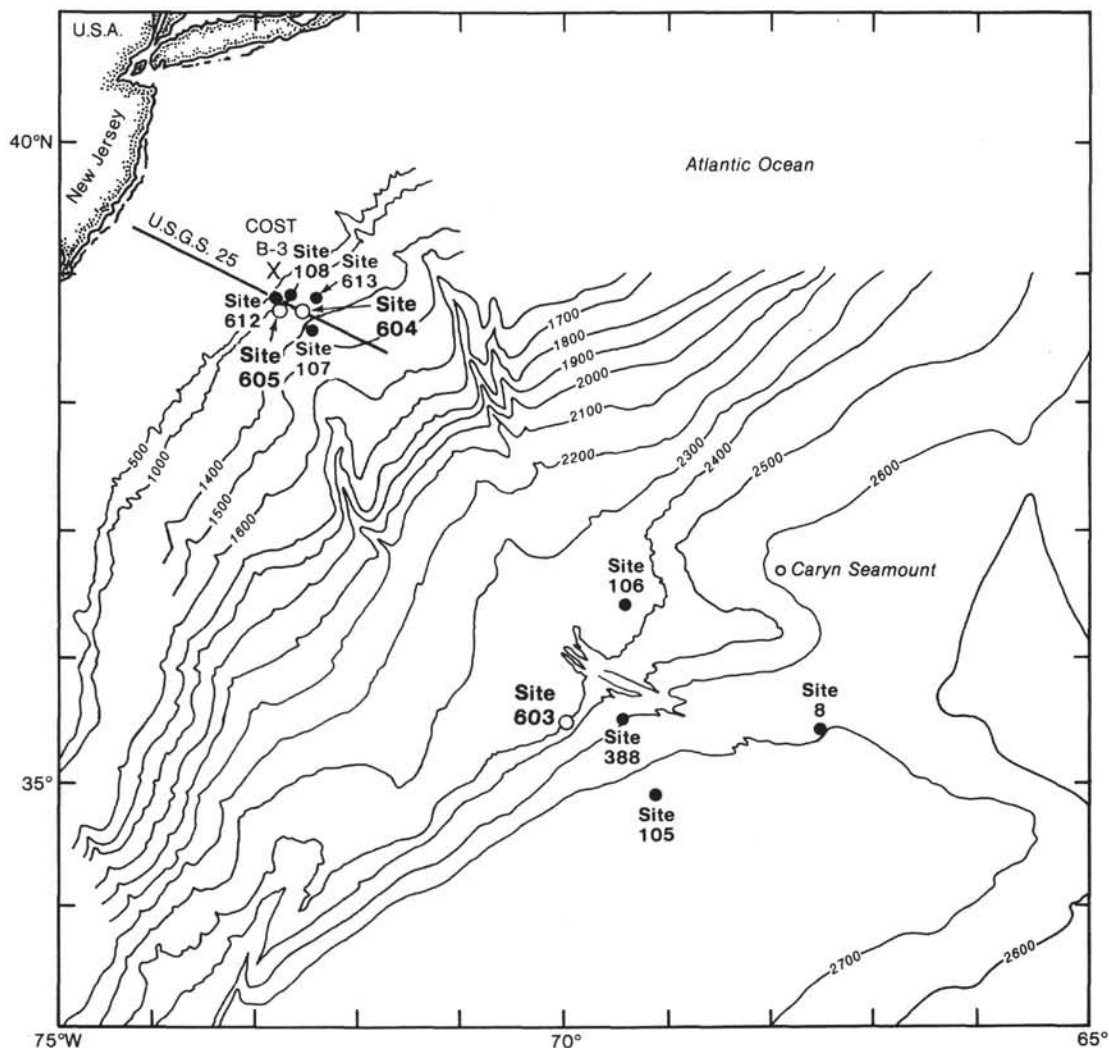 U.S.A.
New Jersey
40°N
Atlantic Ocean
U.S.G.S. 25
COST
B-3
Site
108
Site
613
Site
612
Site
604
Site
605
Site
107
500
1000
1400
1500
1600
1700
1800
1900
2000
2100
2200
2300
2400
2500
2600
Caryn Seamount
Site
106
Site
603
Site
388
Site
8
35°
Site
105
2700
2600
75°W
70°
65°